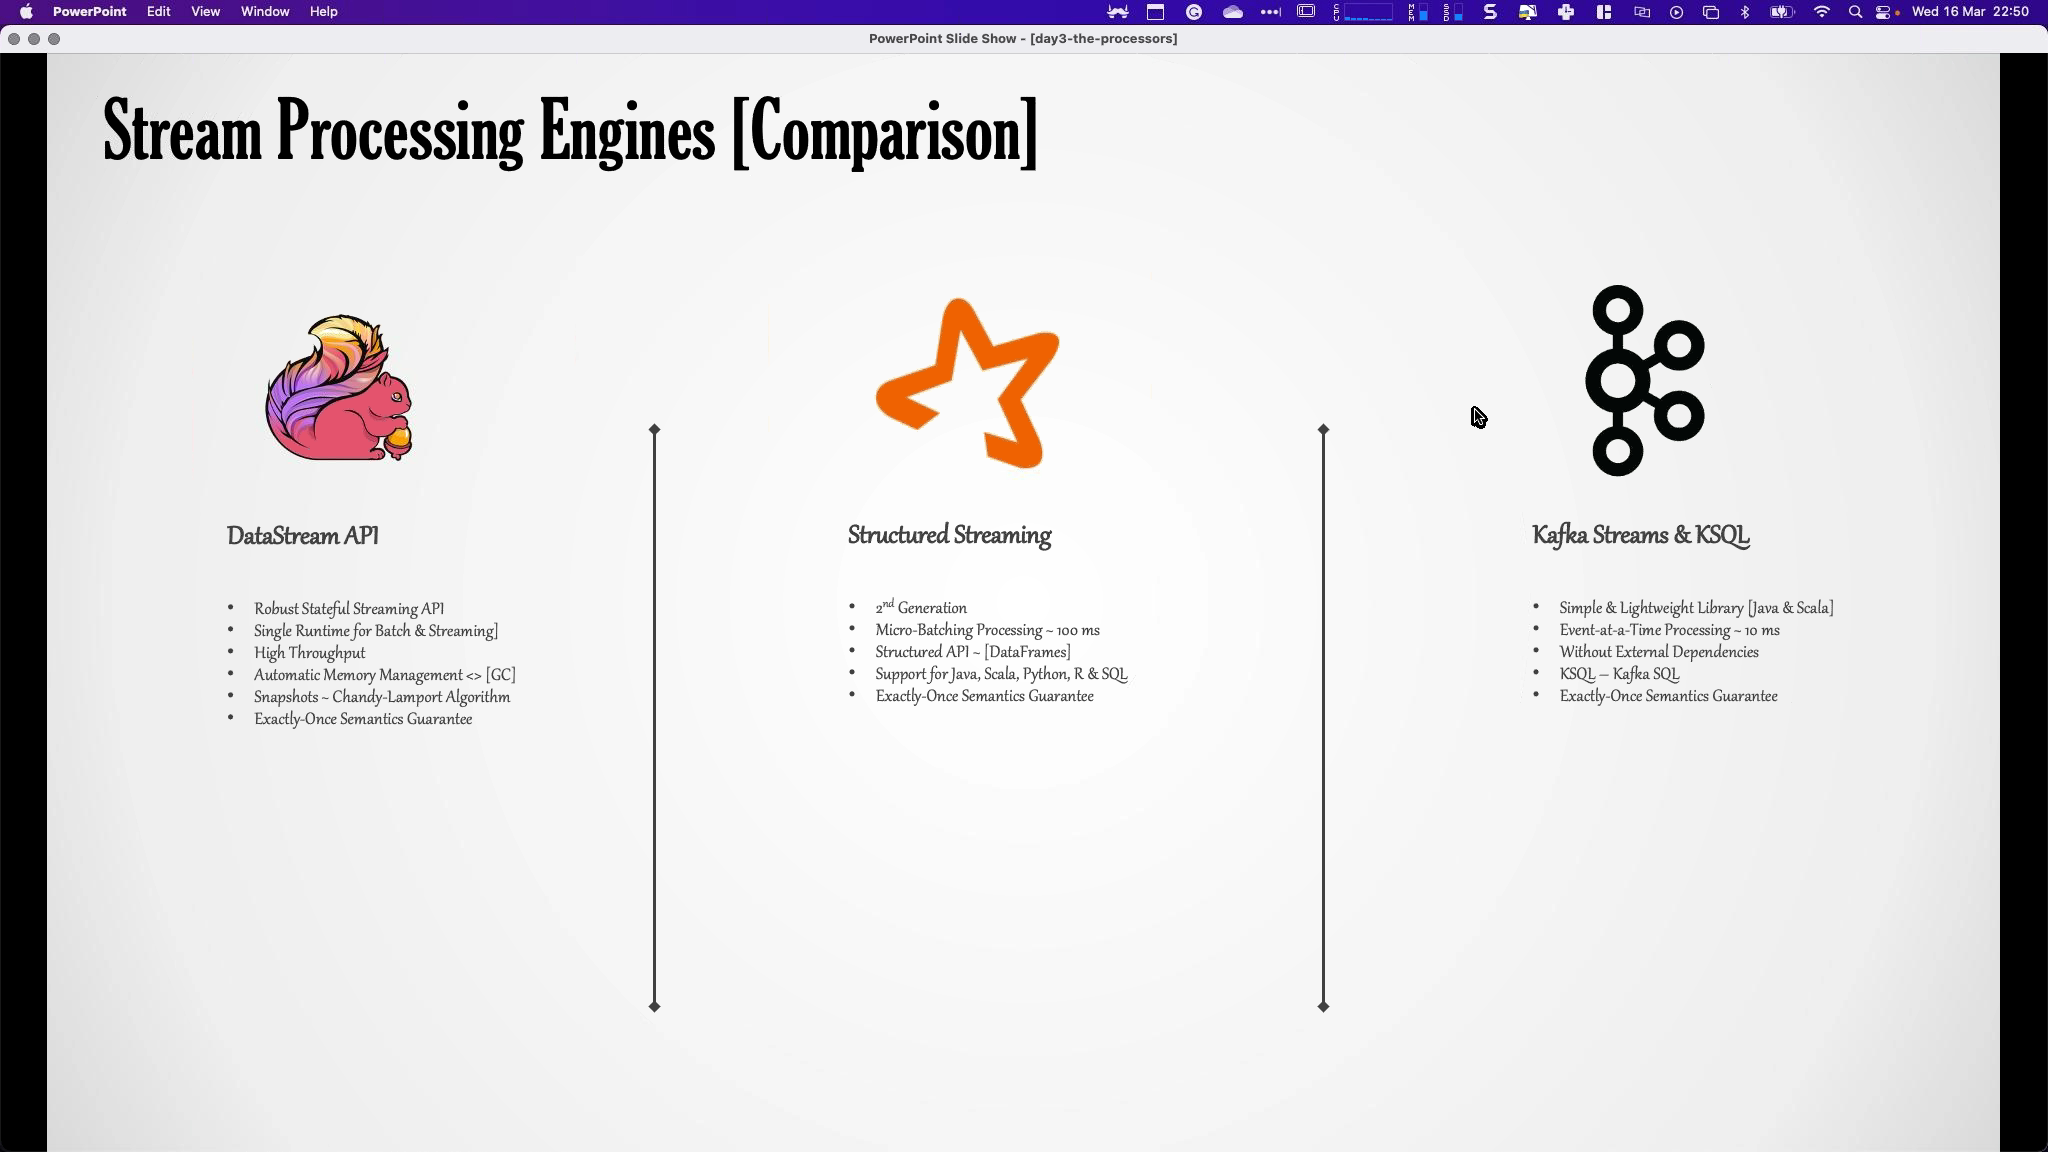 PowerPoint Edit View Window Help
Wed 16 Mar 22:50
PowerPoint Slide Show - [day3-the-processors]
Stream Processing Engines [Comparison]
DataStream API
• Robust Stateful Streaming API
• Single Runtime for Batch & Streaming]
• High Throughput
• Automatic Memory Management <> [GC]
• Snapshots ~ Chandy-Lamport Algorithm
• Exactly-Once Semantics Guarantee
Structured Streaming
• 2nd Generation
• Micro-Batching Processing ~ 100 ms
• Structured API ~ [DataFrames]
• Support for Java, Scala, Python, R & SQL
• Exactly-Once Semantics Guarantee
Kafka Streams & KSQL
• Simple & Lightweight Library [Java & Scala]
• Event-at-a-Time Processing ~ 10 ms
• Without External Dependencies
• KSQL – Kafka SQL
• Exactly-Once Semantics Guarantee